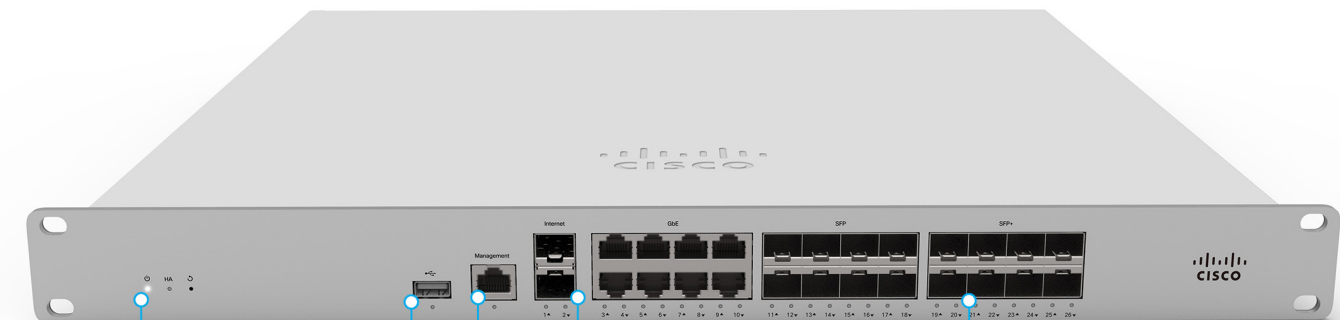 CISCO
Internet
GbE
SFP
SFP+
Management
HA
CISCO
1 2 3 4 5 6 7 8 9 10 11 12 13 14 15 16 17 18 19 20 21 22 23 24 25 26